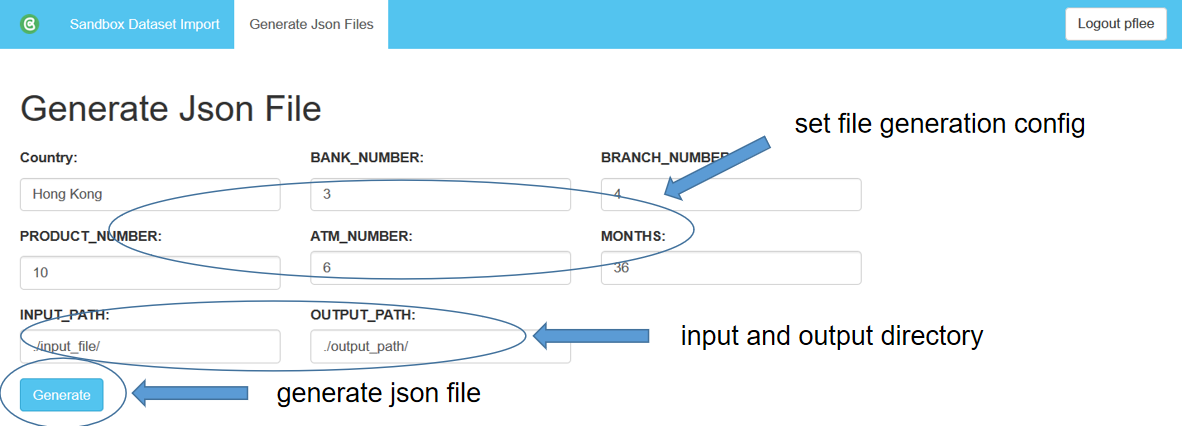 Sandbox Dataset Import Generate Json Files Logout pflee
Generate Json File
set file generation config
Country: BANK_NUMBER: BRANCH_NUMBE
Hong Kong 3 4
PRODUCT_NUMBER: ATM_NUMBER: MONTHS:
10 6 36
INPUT_PATH: OUTPUT_PATH:
./input_file/ ./output_path/
input and output directory
Generate
generate json file